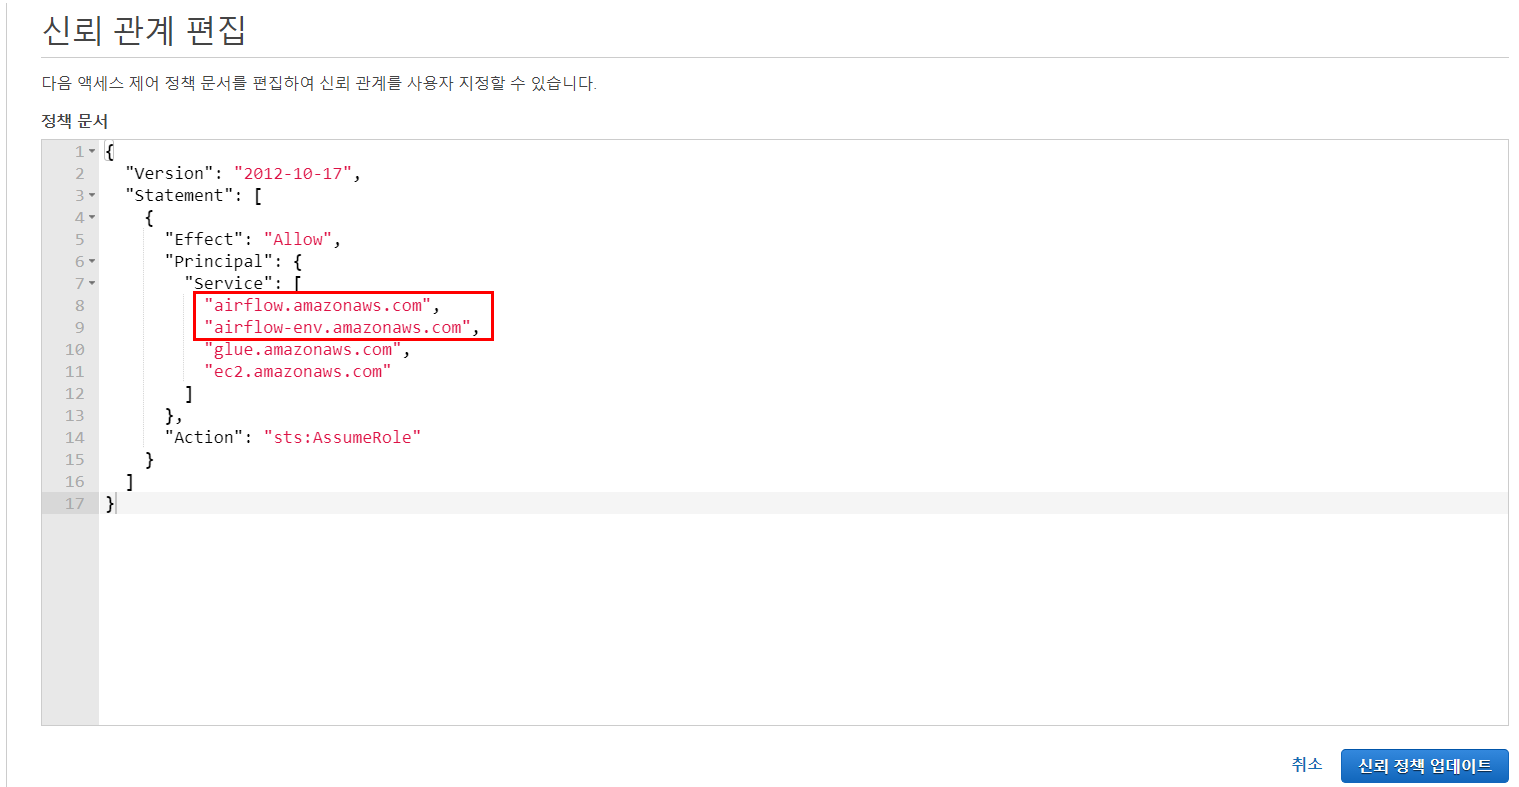 신뢰 관계 편집
다음 액세스 제어 정책 문서를 편집하여 신뢰 관계를 사용자 지정할 수 있습니다.
정책 문서
1 {
2 "Version": "2012-10-17",
3 "Statement": [
4 {
5 "Effect": "Allow",
6 "Principal": {
7 "Service": [
8 "airflow.amazonaws.com",
9 "airflow-env.amazonaws.com",
10 "glue.amazonaws.com",
11 "ec2.amazonaws.com"
12 ]
13 },
14 "Action": "sts:AssumeRole"
15 }
16 ]
17 }
취소 신뢰 정책 업데이트